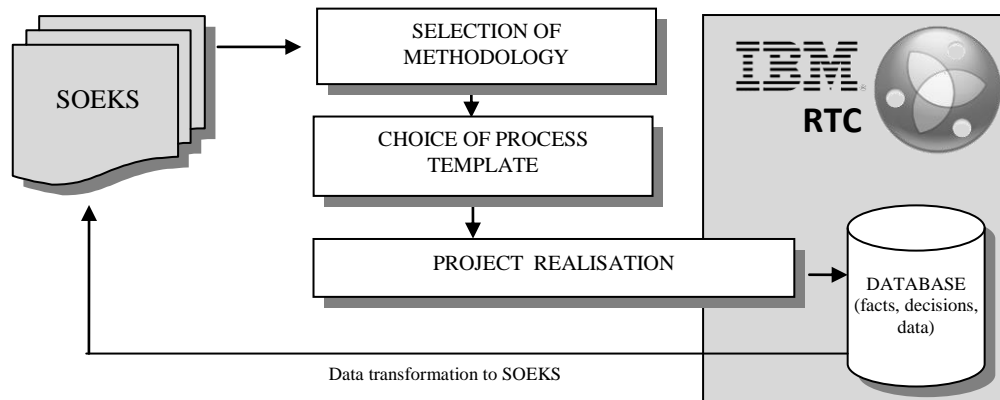 SOEKS
SELECTION OF
METHODOLOGY
CHOICE OF PROCESS
TEMPLATE
PROJECT REALISATION
IBM
RTC
DATABASE
(facts, decisions,
data)
Data transformation to SOEKS